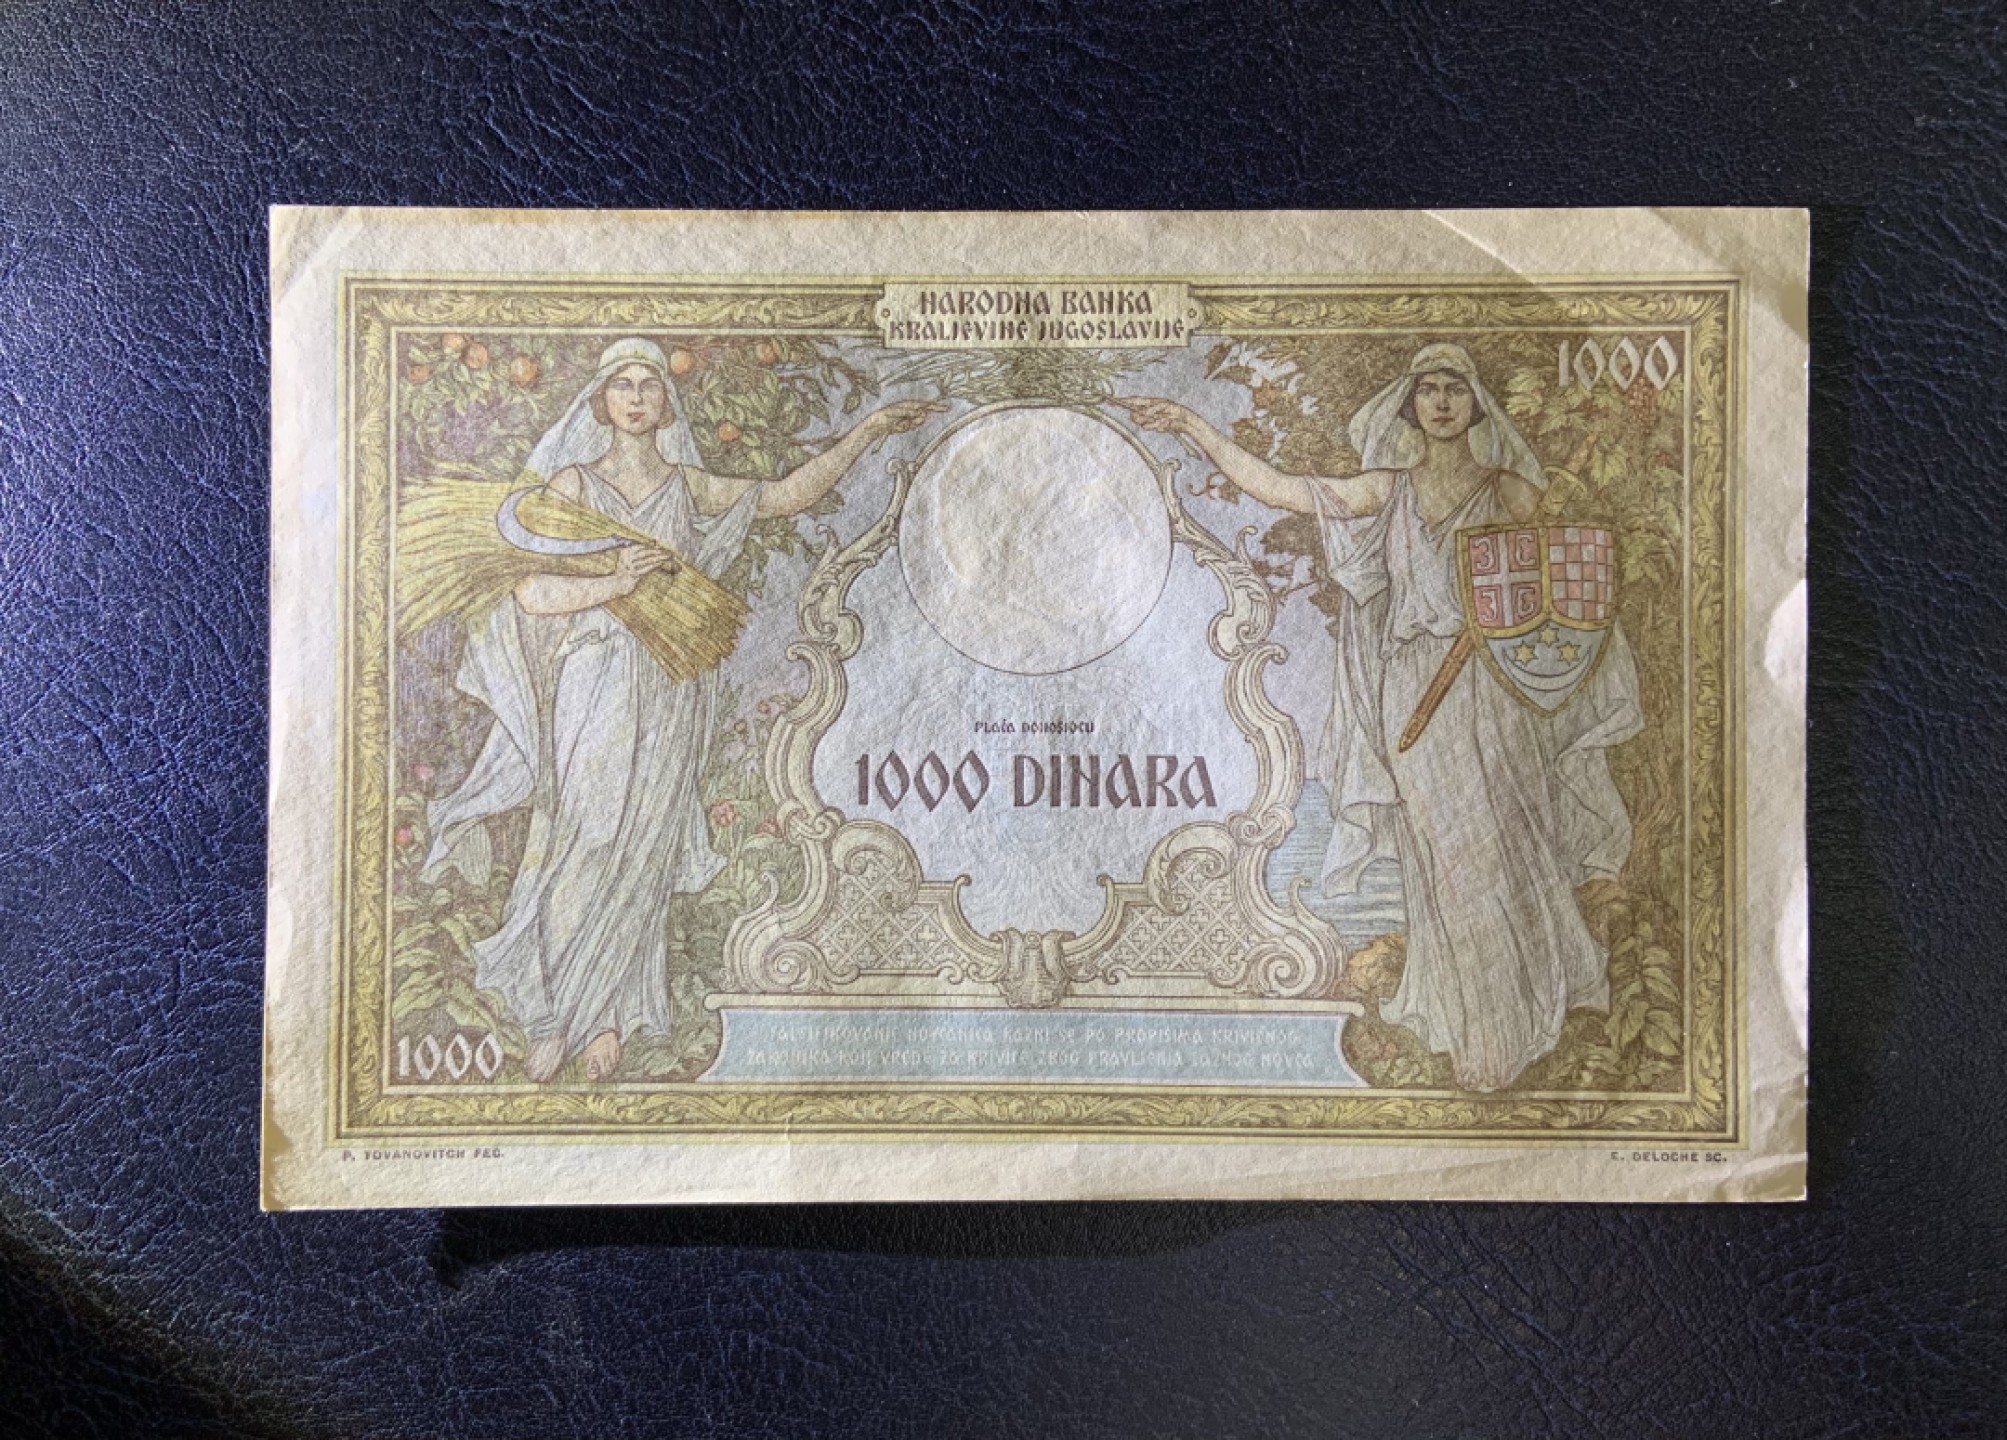 NARODNA BANKA
KRALJEVINE JUGOSLAVIJE
1000
PLAĆA DONOSIOCU
1000 DINARA
1000
FALSIFIKOVANJE NOVČANICA KAZNI SE PO PROPISIMA KRIVIČNOG
ZAKONIKA KOJI VREDE ZA KRIVICE ZBOG PRAVLJENJA LAŽNOG NOVCA
P. YOVANOVITCH FEC.
E. DELOCHE SC.